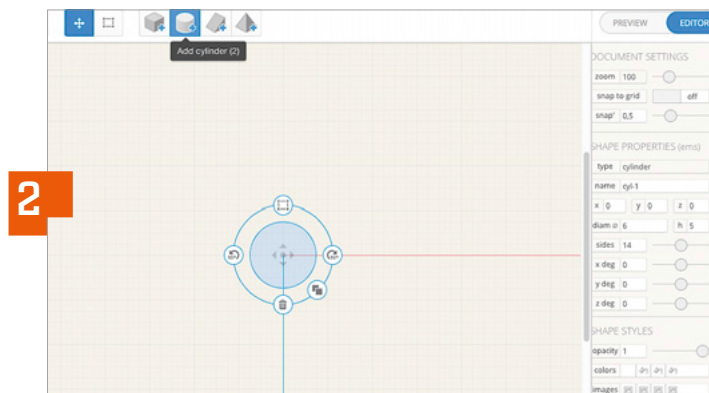 PREVIEW EDITOR
Add cylinder (2)
DOCUMENT SETTINGS
zoom 100
snap to grid off
snap' 0,5
SHAPE PROPERTIES (ems)
type cylinder
name cyl-1
x 0 y 0 z 0
diam ⌀ 6 h 5
sides 14
x deg 0
y deg 0
z deg 0
SHAPE STYLES
opacity 1
colors
images
2